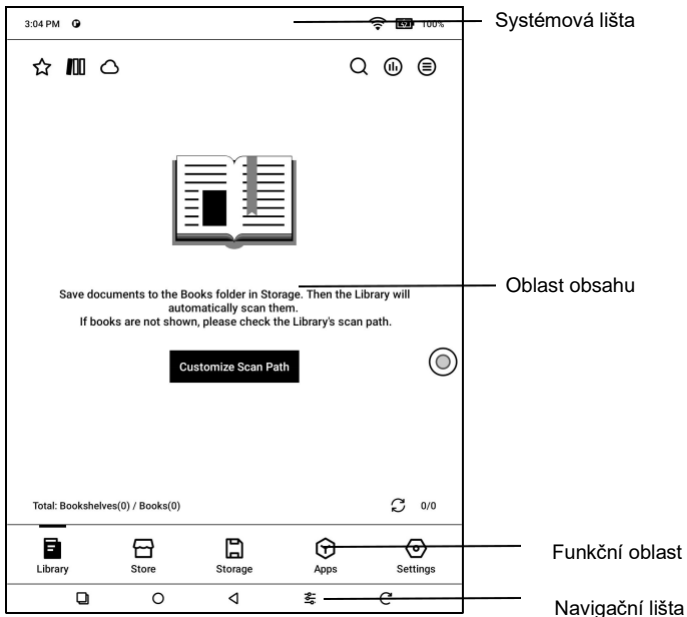 3:04 PM 100%
Systémová lišta
Save documents to the Books folder in Storage. Then the Library will
automatically scan them.
If books are not shown, please check the Library's scan path.
Oblast obsahu
Customize Scan Path
Total: Bookshelves(0) / Books(0) 0/0
Library Store Storage Apps Settings
Funkční oblast
Navigační lišta